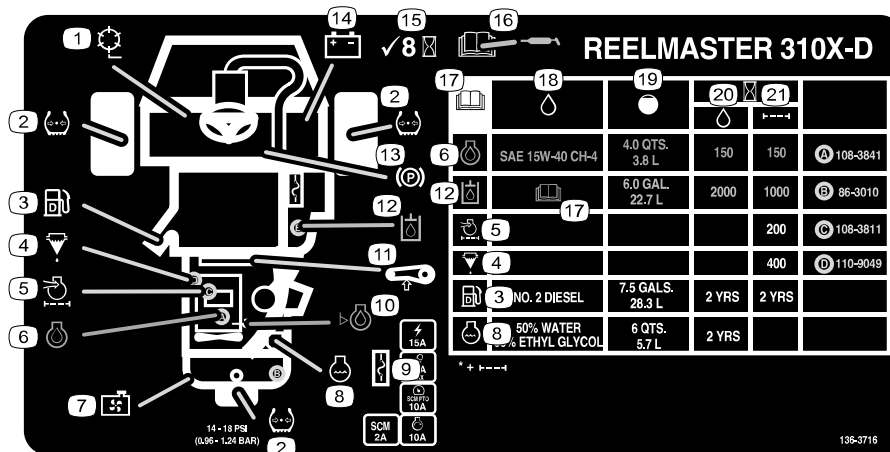 14
15
16
1
8
REELMASTER 310X-D
17
18
19
20
21
2
2
13
P
6
SAE 15W-40 CH-4
4.0 QTS.
3.8 L
150
150
A 108-3841
12
17
6.0 GAL.
22.7 L
2000
1000
B 86-3010
3
D
12
5
200
C 108-3811
4
11
4
400
D 110-9049
5
C
10
3
D
NO. 2 DIESEL
7.5 GALS.
28.3 L
2 YRS
2 YRS
6
A
15A
8
50% WATER
ETHYL GLYCOL
6 QTS.
5.7 L
2 YRS
9
8
* +
7
B
SCM PTO
10A
14 - 18 PSI
(0.96 - 1.24 BAR)
2
SCM
2A
10A
136-3716